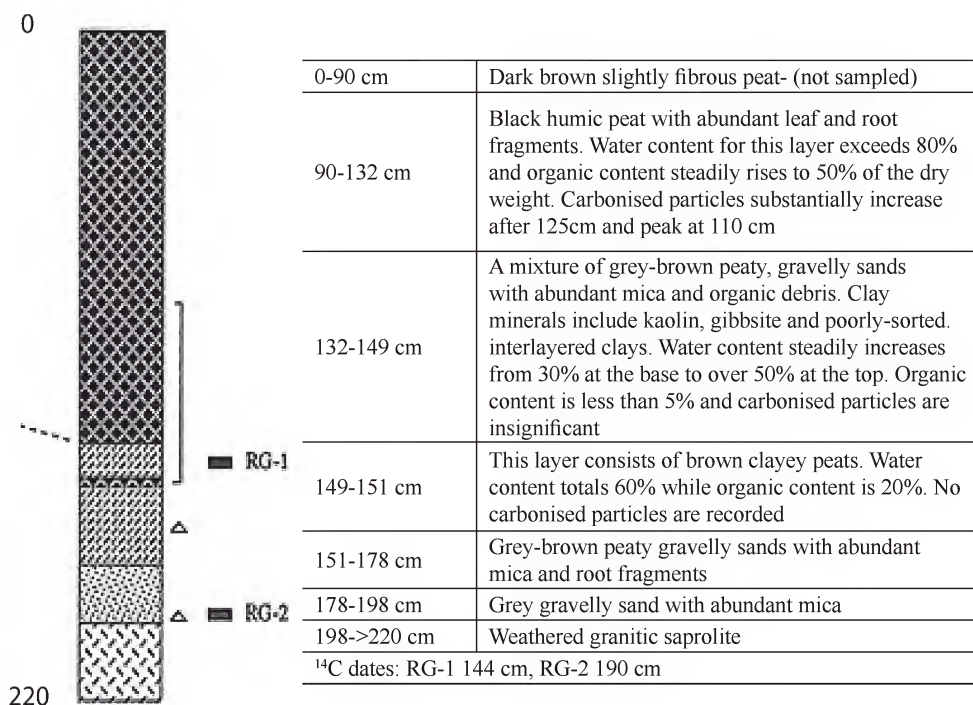 0
220
RG-1
RG-2
0-90 cm
Dark brown slightly fibrous peat- (not sampled)
90-132 cm
Black humic peat with abundant leaf and root
fragments. Water content for this layer exceeds 80%
and organic content steadily rises to 50% of the dry
weight. Carbonised particles substantially increase
after 125cm and peak at 110 cm
132-149 cm
A mixture of grey-brown peaty, gravelly sands
with abundant mica and organic debris. Clay
minerals include kaolin, gibbsite and poorly-sorted.
interlayered clays. Water content steadily increases
from 30% at the base to over 50% at the top. Organic
content is less than 5% and carbonised particles are
insignificant
149-151 cm
This layer consists of brown clayey peats. Water
content totals 60% while organic content is 20%. No
carbonised particles are recorded
151-178 cm
Grey-brown peaty gravelly sands with abundant
mica and root fragments
178-198 cm
Grey gravelly sand with abundant mica
198->220 cm
Weathered granitic saprolite
¹⁴C dates: RG-1 144 cm, RG-2 190 cm